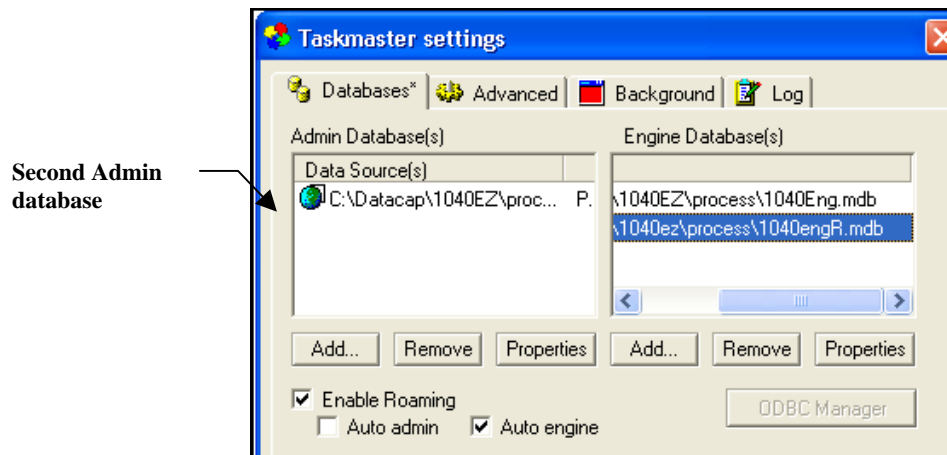 Taskmaster settings
Databases* Advanced Background Log
Admin Database(s) Engine Database(s)
Second Admin
database
Data Source(s)
C:\Datacap\1040EZ\proc... P. \1040EZ\process\1040Eng.mdb
\1040ez\process\1040engR.mdb
Add... Remove Properties Add... Remove Properties
Enable Roaming
ODBC Manager
Auto admin Auto engine